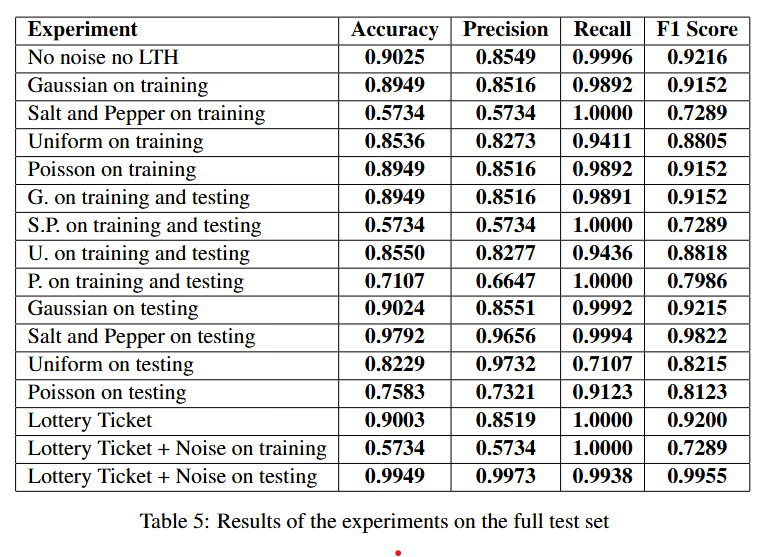 Experiment Accuracy Precision Recall F1 Score
No noise no LTH 0.9025 0.8549 0.9996 0.9216
Gaussian on training 0.8949 0.8516 0.9892 0.9152
Salt and Pepper on training 0.5734 0.5734 1.0000 0.7289
Uniform on training 0.8536 0.8273 0.9411 0.8805
Poisson on training 0.8949 0.8516 0.9892 0.9152
G. on training and testing 0.8949 0.8516 0.9891 0.9152
S.P. on training and testing 0.5734 0.5734 1.0000 0.7289
U. on training and testing 0.8550 0.8277 0.9436 0.8818
P. on training and testing 0.7107 0.6647 1.0000 0.7986
Gaussian on testing 0.9024 0.8551 0.9992 0.9215
Salt and Pepper on testing 0.9792 0.9656 0.9994 0.9822
Uniform on testing 0.8229 0.9732 0.7107 0.8215
Poisson on testing 0.7583 0.7321 0.9123 0.8123
Lottery Ticket 0.9003 0.8519 1.0000 0.9200
Lottery Ticket + Noise on training 0.5734 0.5734 1.0000 0.7289
Lottery Ticket + Noise on testing 0.9949 0.9973 0.9938 0.9955
Table 5: Results of the experiments on the full test set